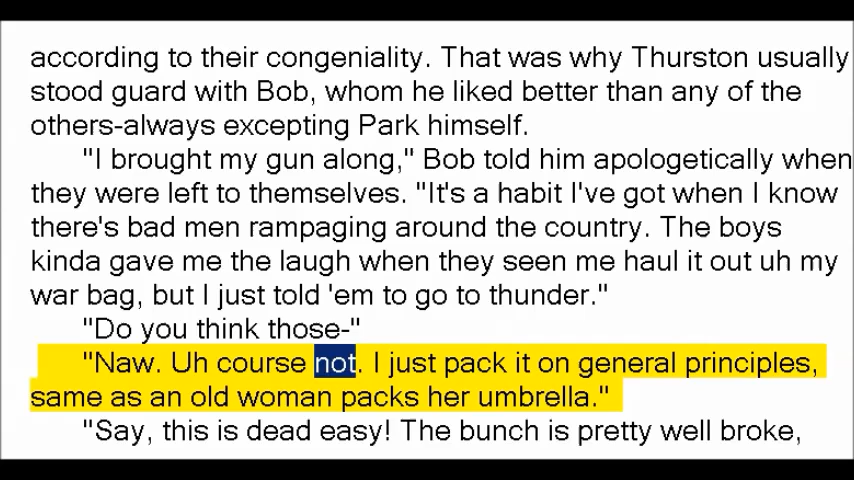 according to their congeniality. That was why Thurston usually
stood guard with Bob, whom he liked better than any of the
others-always excepting Park himself.
"I brought my gun along," Bob told him apologetically when
they were left to themselves. "It's a habit I've got when I know
there's bad men rampaging around the country. The boys
kinda gave me the laugh when they seen me haul it out uh my
war bag, but I just told 'em to go to thunder."
"Do you think those-"
"Naw. Uh course not. I just pack it on general principles,
same as an old woman packs her umbrella."
"Say, this is dead easy! The bunch is pretty well broke,